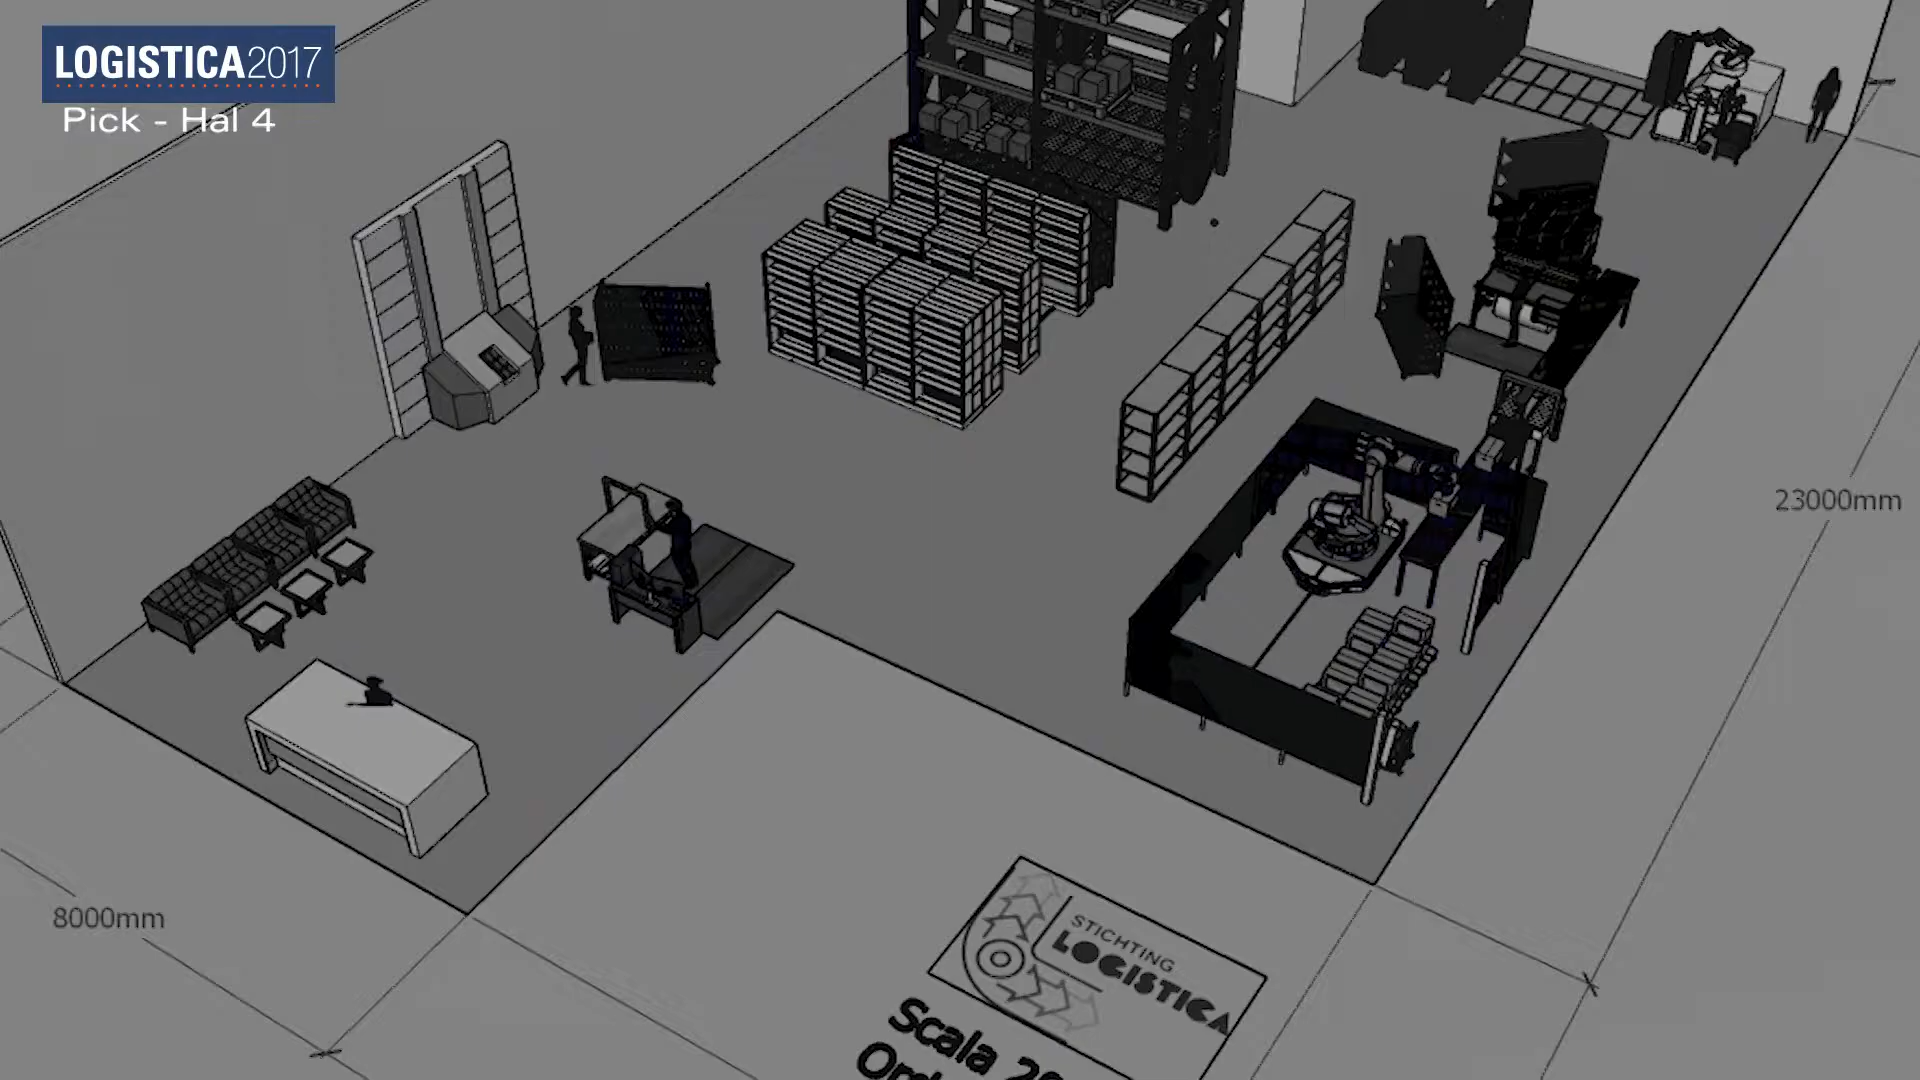 LOGISTICA2017
Pick - Hal 4
23000mm
8000mm
STICHTING
LOGISTICA
Scala